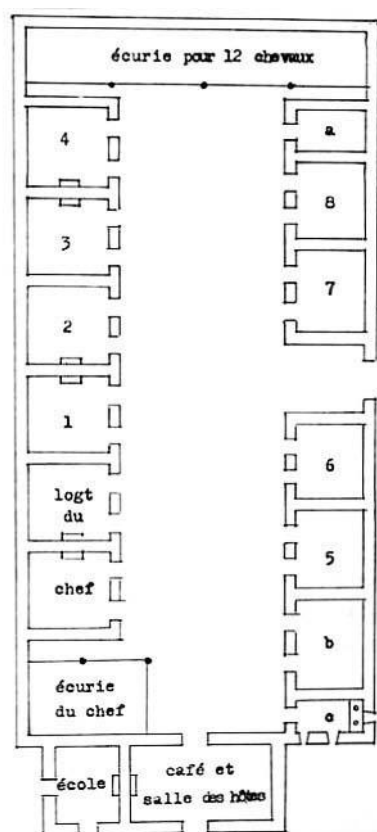 écurie pour 12 chevaux
4
a
3
8
2
7
1
6
logt
du
5
chef
b
écurie
du chef
c
école
café et
salle des hôtes